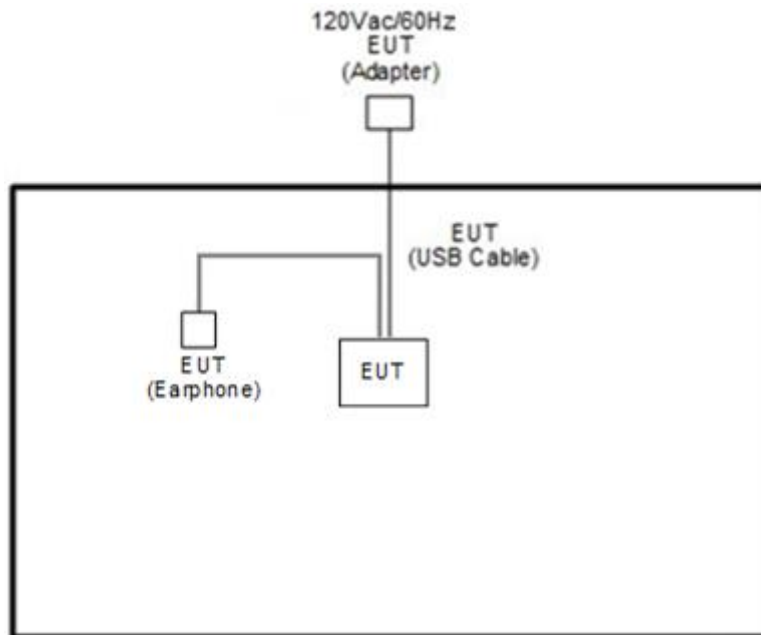 120Vac/60Hz
EUT
(Adapter)
EUT
(USB Cable)
EUT
(Earphone)
EUT